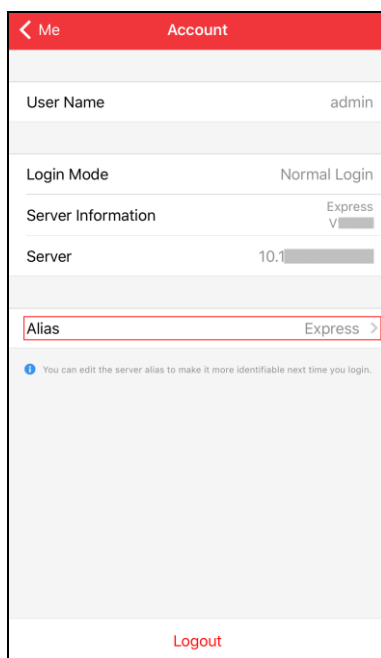 Me
Account
User Name
admin
Login Mode
Normal Login
Server Information
Express
V
Server
10.1
Alias
Express
You can edit the server alias to make it more identifiable next time you login.
Logout